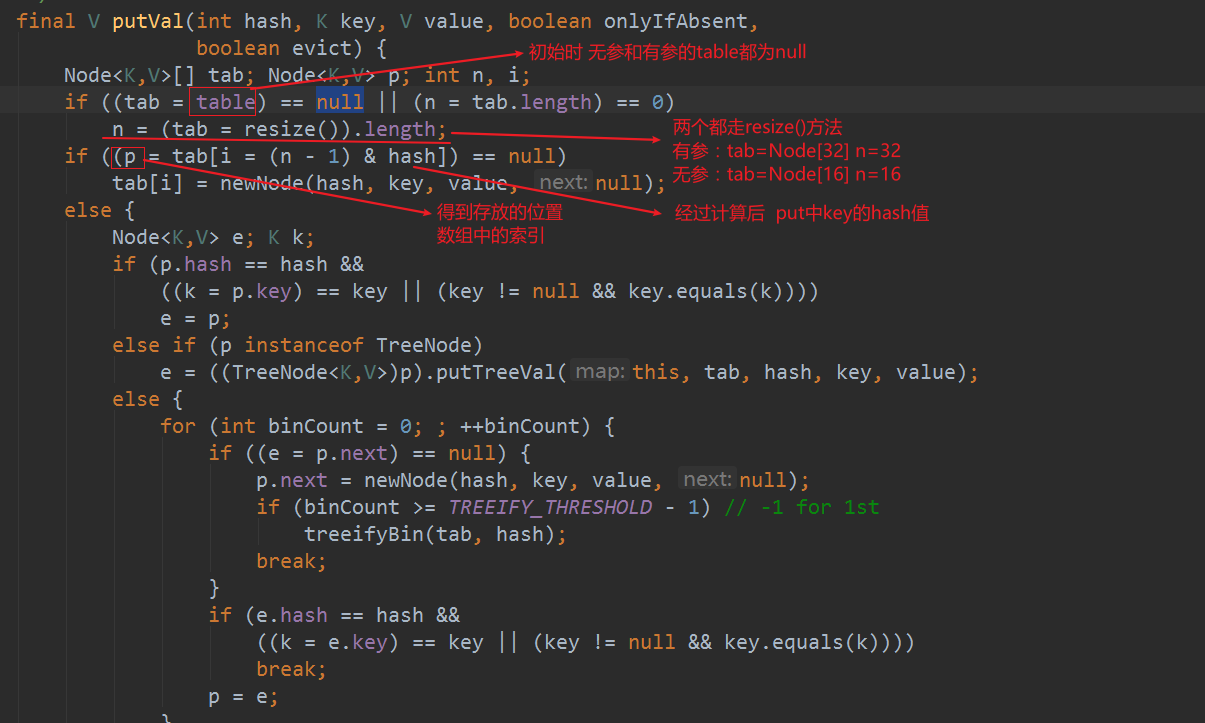 final V putVal(int hash, K key, V value, boolean onlyIfAbsent,
boolean evict) {
初始时 无参和有参的table都为null
Node<K,V>[] tab; Node<K,V> p; int n, i;
if ((tab = table) == null || (n = tab.length) == 0)
n = (tab = resize()).length;
两个都走resize()方法
有参：tab=Node[32] n=32
无参：tab=Node[16] n=16
if ((p = tab[i = (n - 1) & hash]) == null)
tab[i] = newNode(hash, key, value, next: null);
else {
得到存放的位置
数组中的索引
经过计算后 put中key的hash值
Node<K,V> e; K k;
if (p.hash == hash &&
((k = p.key) == key || (key != null && key.equals(k))))
e = p;
else if (p instanceof TreeNode)
e = ((TreeNode<K,V>)p).putTreeVal( map: this, tab, hash, key, value);
else {
for (int binCount = 0; ; ++binCount) {
if ((e = p.next) == null) {
p.next = newNode(hash, key, value, next: null);
if (binCount >= TREEIFY_THRESHOLD - 1) // -1 for 1st
treeifyBin(tab, hash);
break;
}
if (e.hash == hash &&
((k = e.key) == key || (key != null && key.equals(k))))
break;
p = e;
}